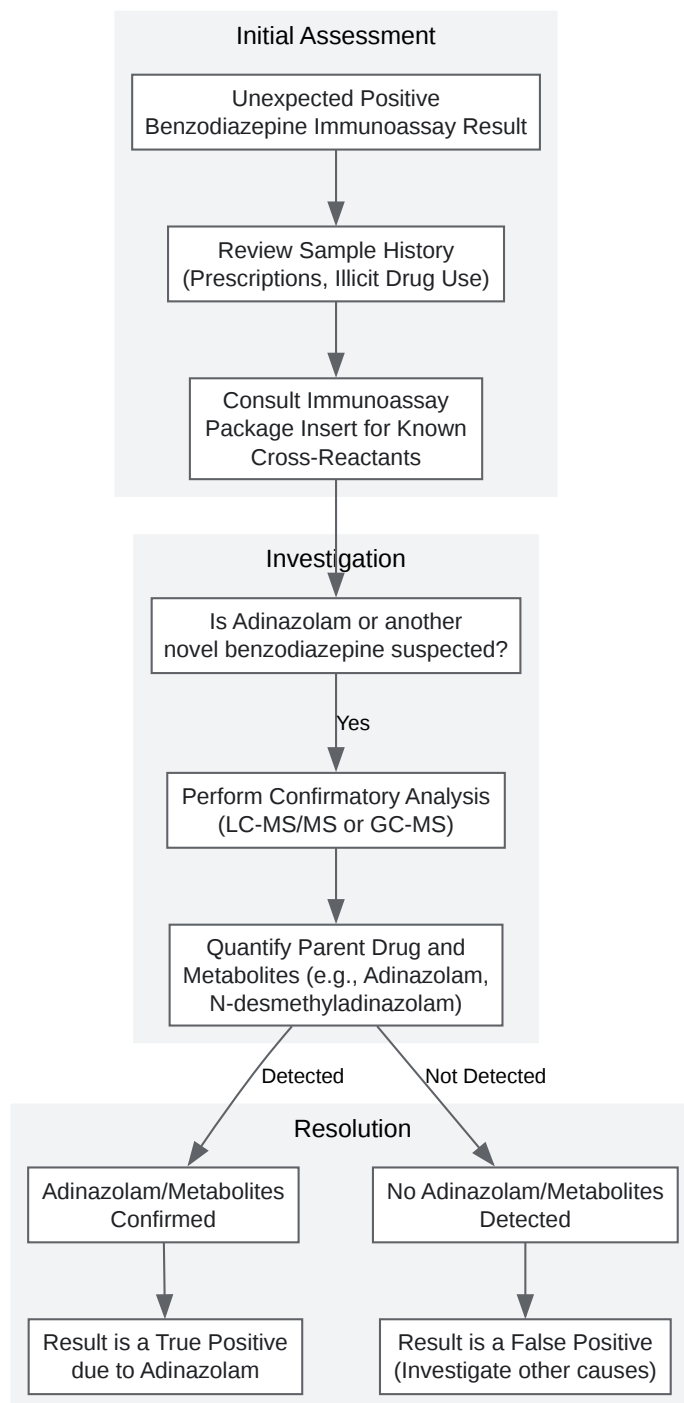 Initial Assessment
Unexpected Positive
Benzodiazepine Immunoassay Result
Review Sample History
(Prescriptions, Illicit Drug Use)
Consult Immunoassay
Package Insert for Known
Cross-Reactants
Investigation
Is Adinazolam or another
novel benzodiazepine suspected?
Yes
Perform Confirmatory Analysis
(LC-MS/MS or GC-MS)
Quantify Parent Drug and
Metabolites (e.g., Adinazolam,
N-desmethyladinazolam)
Detected
Not Detected
Resolution
Adinazolam/Metabolites
Confirmed
No Adinazolam/Metabolites
Detected
Result is a True Positive
due to Adinazolam
Result is a False Positive
(Investigate other causes)